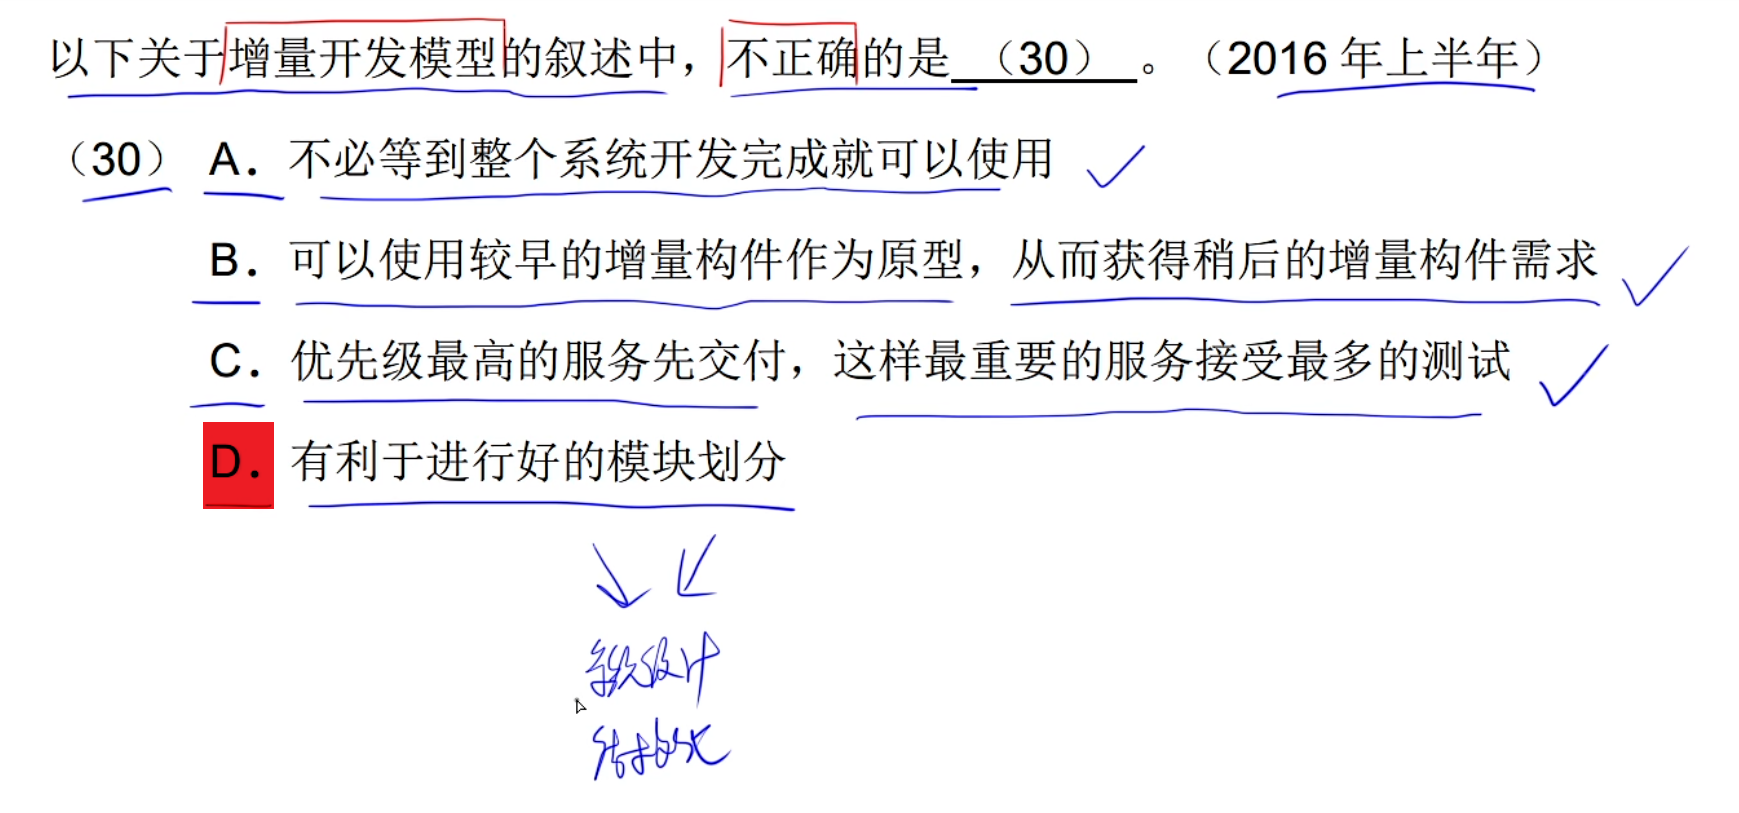 以下关于增量开发模型的叙述中，不正确的是 （30） 。（2016 年上半年）
（30） A．不必等到整个系统开发完成就可以使用
B．可以使用较早的增量构件作为原型，从而获得稍后的增量构件需求
C．优先级最高的服务先交付，这样最重要的服务接受最多的测试
D．有利于进行好的模块划分
系统设计
结构化